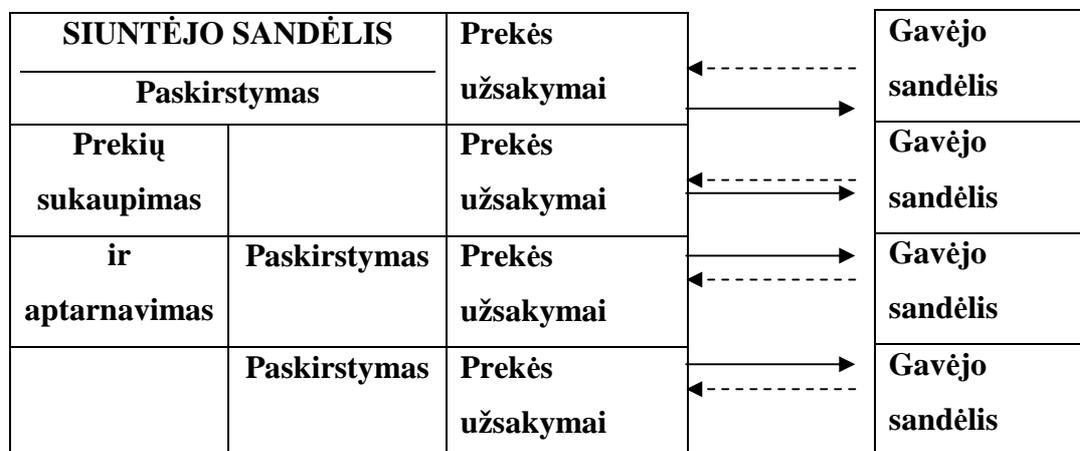 SIUNTĖJO SANDĖLIS
Paskirstymas
Prekės
užsakymai
Gavėjo
sandėlis
Prekių
sukaupimas
Prekės
užsakymai
Gavėjo
sandėlis
ir
aptarnavimas
Paskirstymas
Prekės
užsakymai
Gavėjo
sandėlis
Paskirstymas
Prekės
užsakymai
Gavėjo
sandėlis